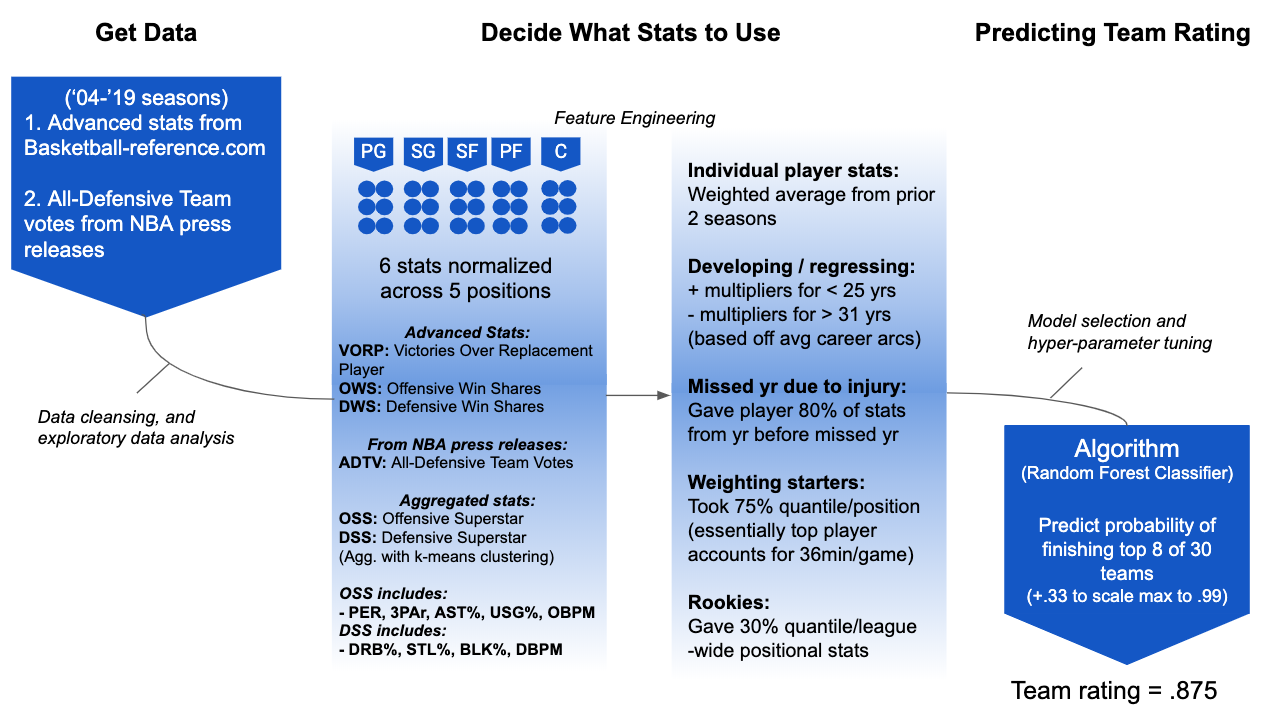 Get Data
Decide What Stats to Use
Predicting Team Rating
(‘04-’19 seasons)
1. Advanced stats from
Basketball-reference.com
2. All-Defensive Team
votes from NBA press
releases
Data cleansing, and
exploratory data analysis
Feature Engineering
PG SG SF PF C
6 stats normalized
across 5 positions
Advanced Stats:
VORP: Victories Over Replacement
Player
OWS: Offensive Win Shares
DWS: Defensive Win Shares
From NBA press releases:
ADTV: All-Defensive Team Votes
Aggregated stats:
OSS: Offensive Superstar
DSS: Defensive Superstar
(Agg. with k-means clustering)
OSS includes:
- PER, 3PAr, AST%, USG%, OBPM
DSS includes:
- DRB%, STL%, BLK%, DBPM
Individual player stats:
Weighted average from prior
2 seasons
Developing / regressing:
+ multipliers for < 25 yrs
- multipliers for > 31 yrs
(based off avg career arcs)
Missed yr due to injury:
Gave player 80% of stats
from yr before missed yr
Weighting starters:
Took 75% quantile/position
(essentially top player
accounts for 36min/game)
Rookies:
Gave 30% quantile/league
-wide positional stats
Model selection and
hyper-parameter tuning
Algorithm
(Random Forest Classifier)
Predict probability of
finishing top 8 of 30
teams
(+.33 to scale max to .99)
Team rating = .875